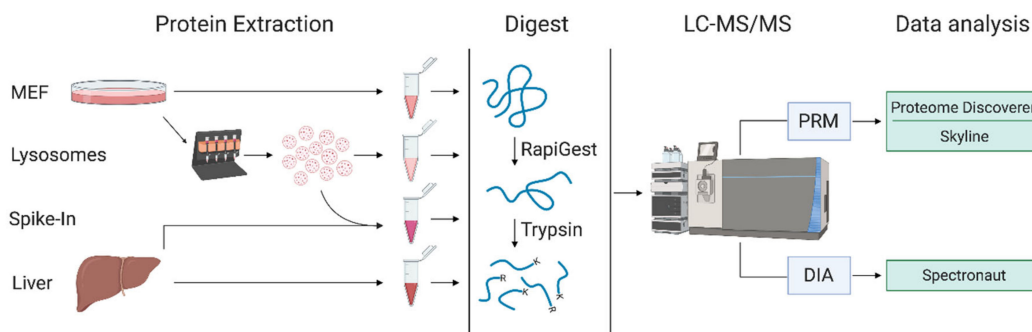 Protein Extraction
Digest
LC-MS/MS
Data analysis
MEF
Lysosomes
Spike-In
Liver
RapiGest
Trypsin
K
R
K
K
R
PRM
DIA
Proteome Discoverer
Skyline
Spectronaut